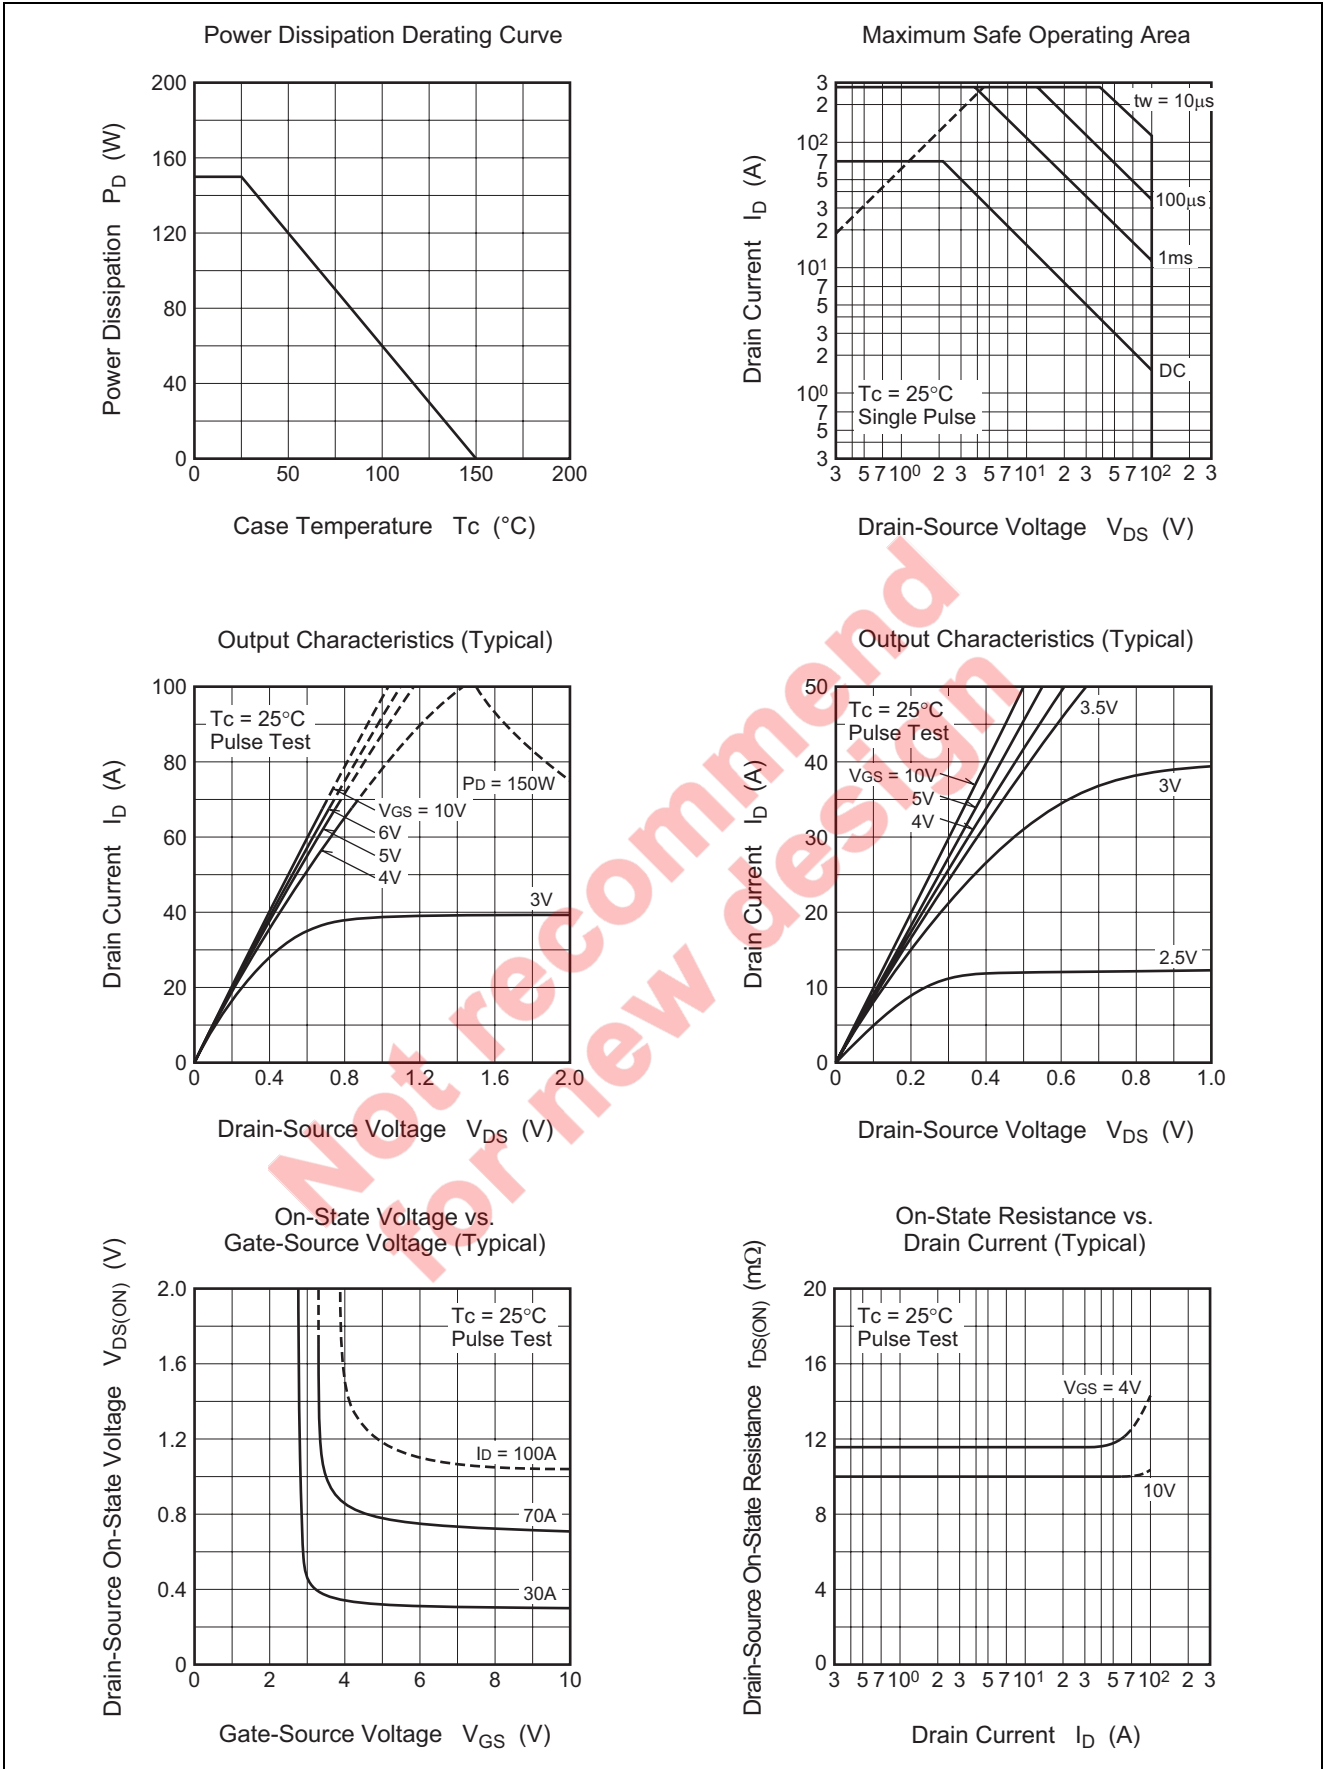 Power Dissipation Derating Curve
Power Dissipation P_D (W)
200
160
120
80
40
0
0 50 100 150 200
Case Temperature Tc (°C)
Maximum Safe Operating Area
Drain Current I_D (A)
3
2
10²
7
5
3
2
10¹
7
5
3
2
10⁰
7
5
3
tw = 10μs
100μs
1ms
DC
Tc = 25°C
Single Pulse
3 5 7 10⁰ 2 3 5 7 10¹ 2 3 5 7 10² 2 3
Drain-Source Voltage V_DS (V)
Output Characteristics (Typical)
Drain Current I_D (A)
100
80
60
40
20
0
Tc = 25°C
Pulse Test
PD = 150W
VGS = 10V
6V
5V
4V
3V
0 0.4 0.8 1.2 1.6 2.0
Drain-Source Voltage V_DS (V)
Output Characteristics (Typical)
Drain Current I_D (A)
50
40
30
20
10
0
Tc = 25°C
Pulse Test
3.5V
VGS = 10V
5V
4V
3V
2.5V
0 0.2 0.4 0.6 0.8 1.0
Drain-Source Voltage V_DS (V)
Not recommend
for new design
On-State Voltage vs.
Gate-Source Voltage (Typical)
Drain-Source On-State Voltage V_DS(ON) (V)
2.0
1.6
1.2
0.8
0.4
0
Tc = 25°C
Pulse Test
ID = 100A
70A
30A
0 2 4 6 8 10
Gate-Source Voltage V_GS (V)
On-State Resistance vs.
Drain Current (Typical)
Drain-Source On-State Resistance r_DS(ON) (mΩ)
20
16
12
8
4
0
Tc = 25°C
Pulse Test
VGS = 4V
10V
3 5 7 10⁰ 2 3 5 7 10¹ 2 3 5 7 10² 2 3
Drain Current I_D (A)